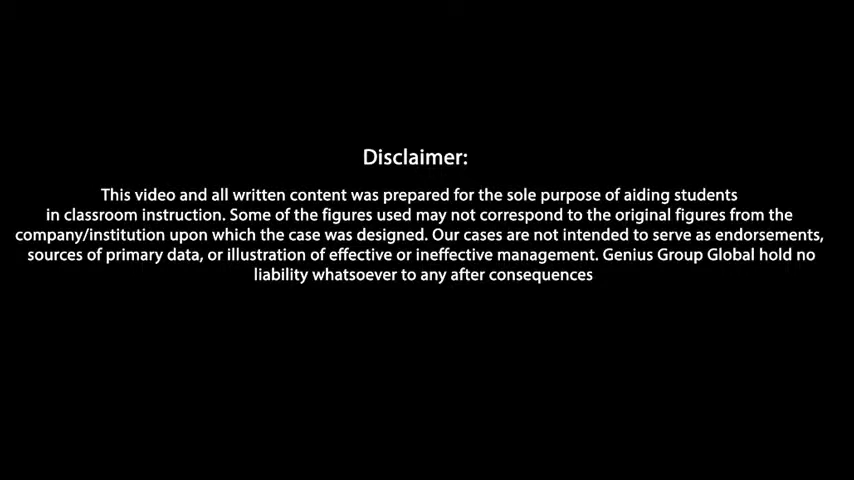 Disclaimer:
This video and all written content was prepared for the sole purpose of aiding students
in classroom instruction. Some of the figures used may not correspond to the original figures from the
company/institution upon which the case was designed. Our cases are not intended to serve as endorsements,
sources of primary data, or illustration of effective or ineffective management. Genius Group Global hold no
liability whatsoever to any after consequences